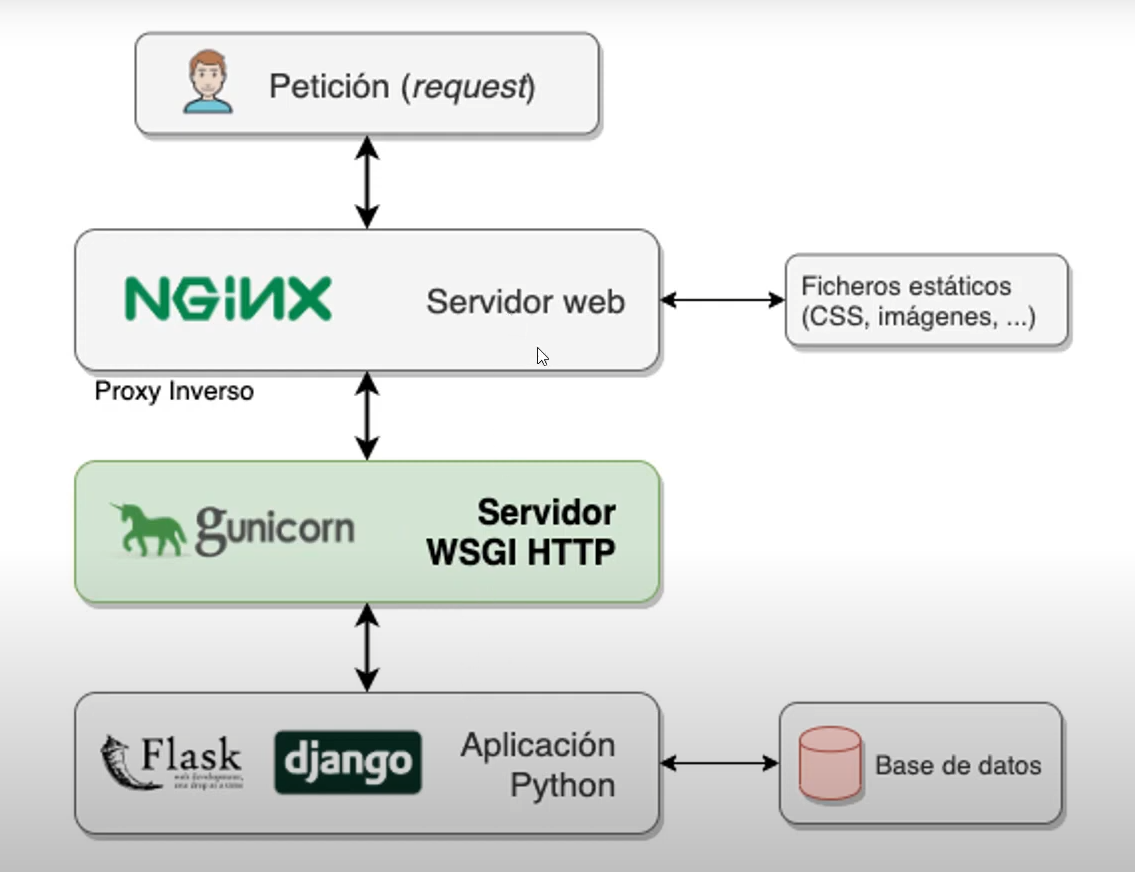 Petición (request)
NGINX
Servidor web
Ficheros estáticos
(CSS, imágenes, ...)
Proxy Inverso
gunicorn
Servidor
WSGI HTTP
Flask
web development,
one drop at a time
django
Aplicación
Python
Base de datos